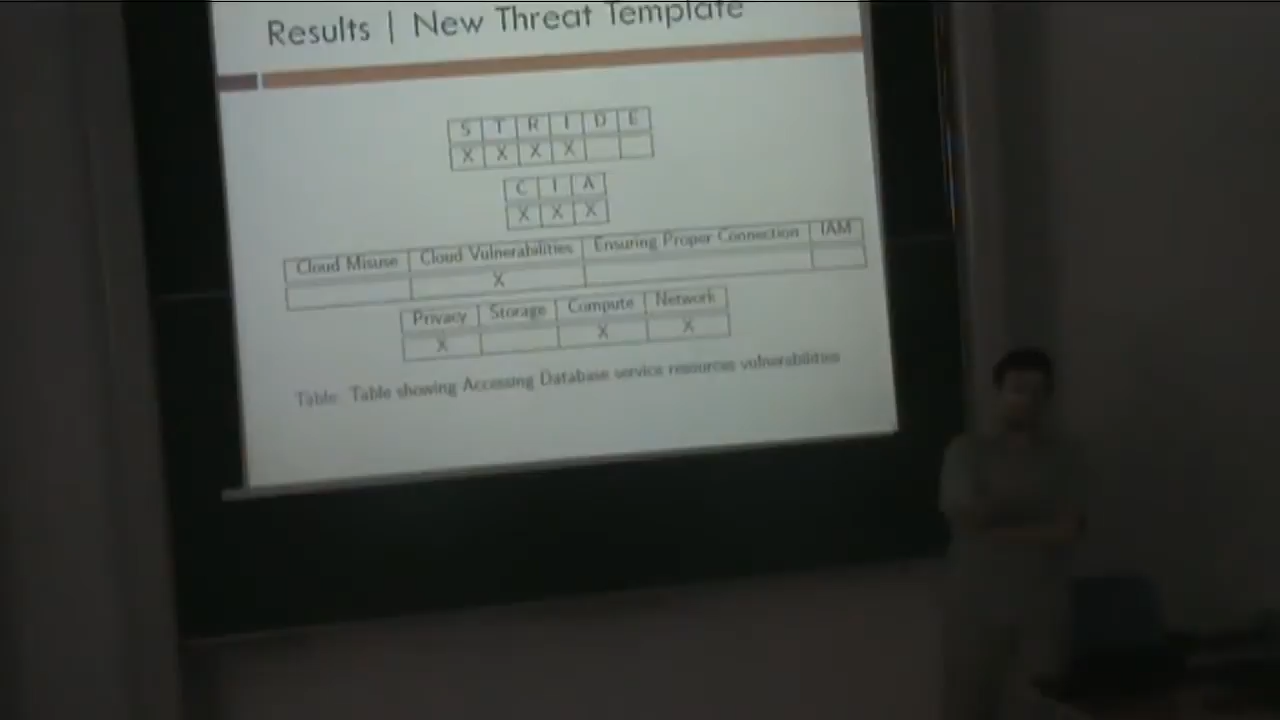 Results | New Threat Template
S T R I D E
X X X X
C I A
X X X
Cloud Misuse Cloud Vulnerabilities Ensuring Proper Connection IAM
X
Privacy Storage Compute Network
X X X
Table: Table showing Accessing Database service resources vulnerabilities